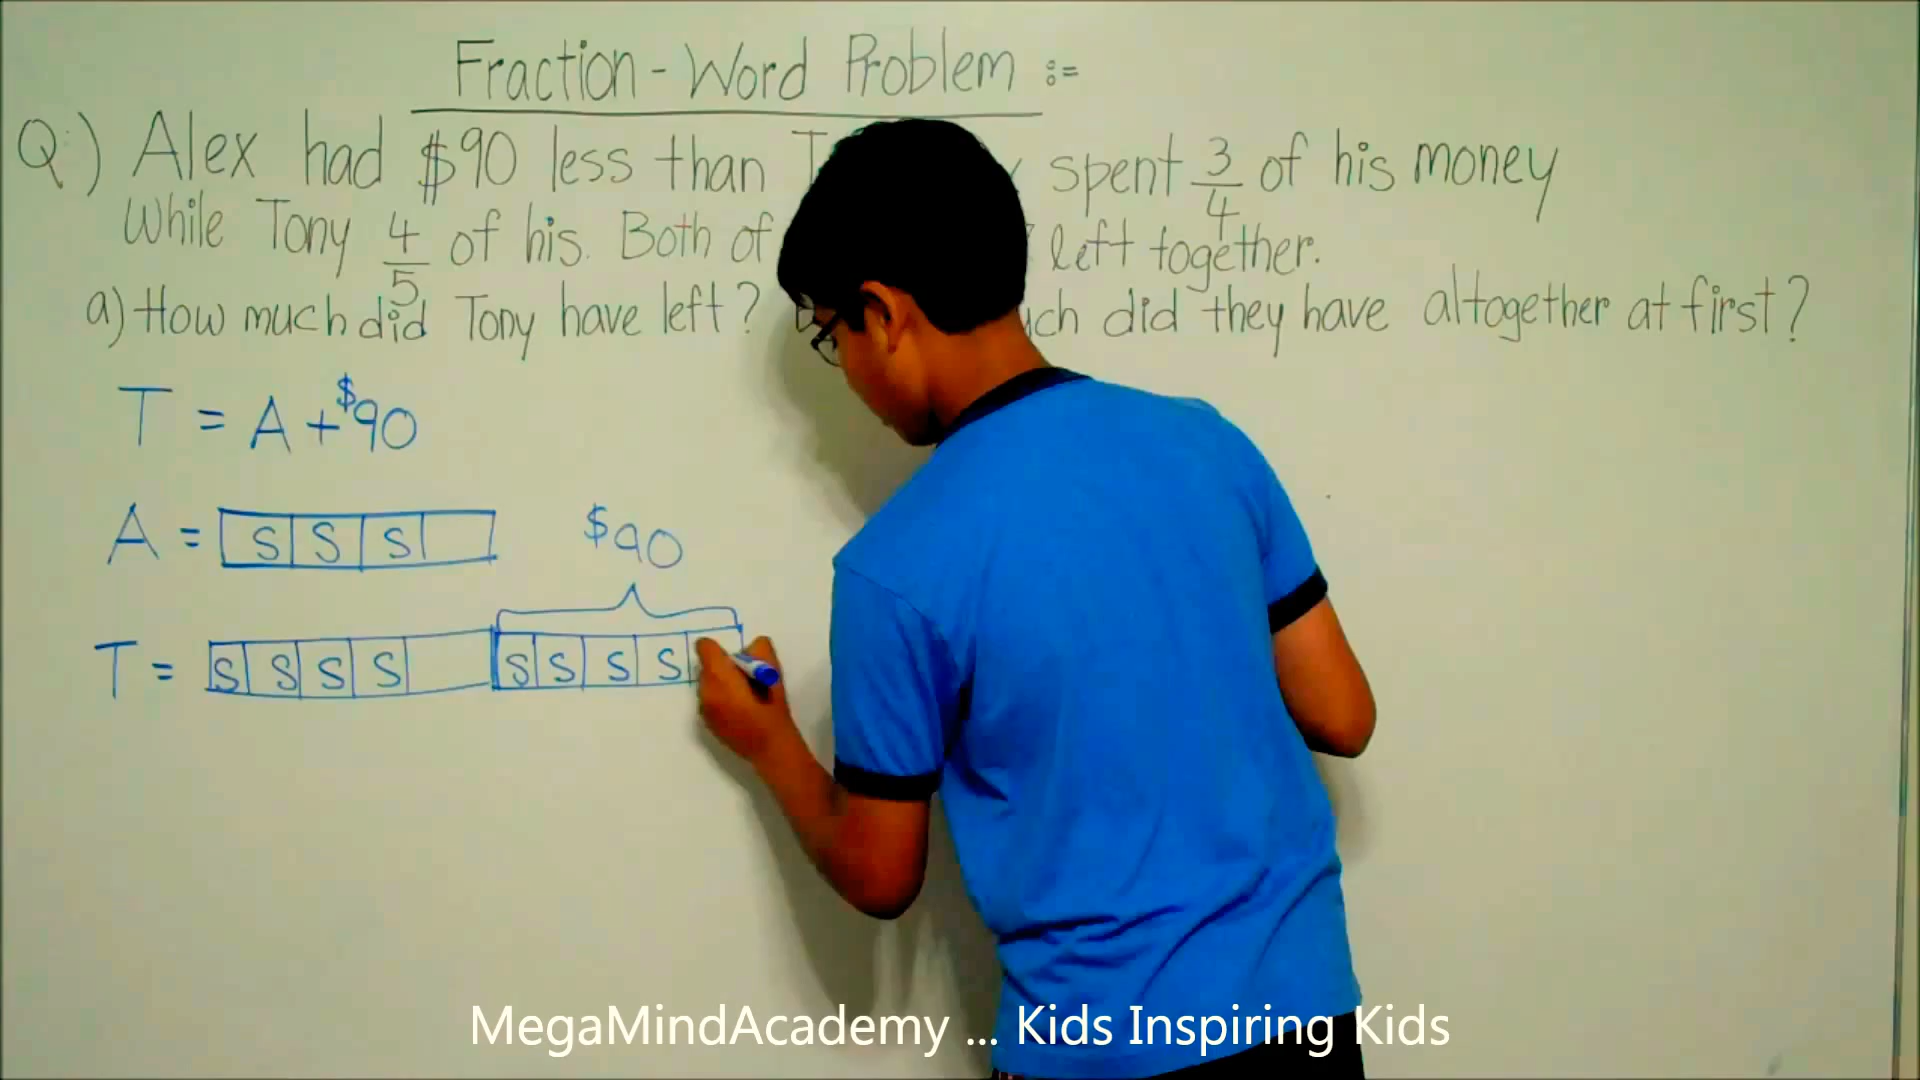 Fraction - Word Problem :=
Q) Alex had $90 less than spent 3/4 of his money
While Tony 4/5 of his. Both of left together.
a) How much did Tony have left? did they have altogether at first?
T = A + $90
A = S S S
$90
T = S S S S S S S S
MegaMindAcademy ... Kids Inspiring Kids